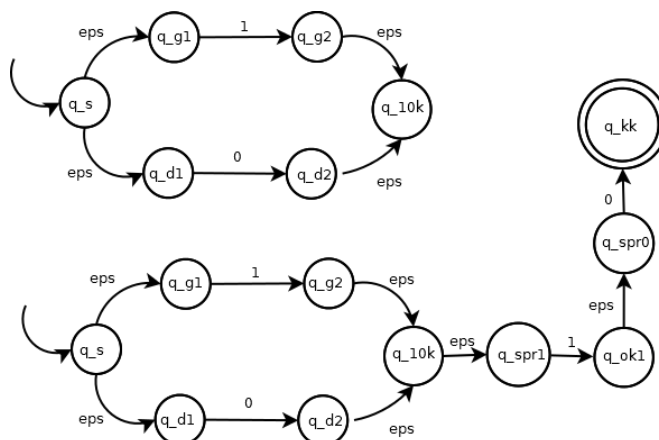 eps
q_g1
1
q_g2
eps
q_s
q_10k
eps
q_d1
0
q_d2
eps
q_kk
0
q_spr0
eps
eps
q_g1
1
q_g2
eps
q_s
q_10k
eps
q_spr1
1
q_ok1
eps
q_d1
0
q_d2
eps